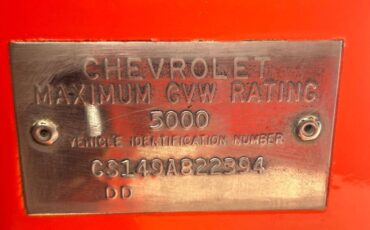 CHEVROLET
MAXIMUM GVW RATING
5000
VEHICLE IDENTIFICATION NUMBER
CS149A822394
DD